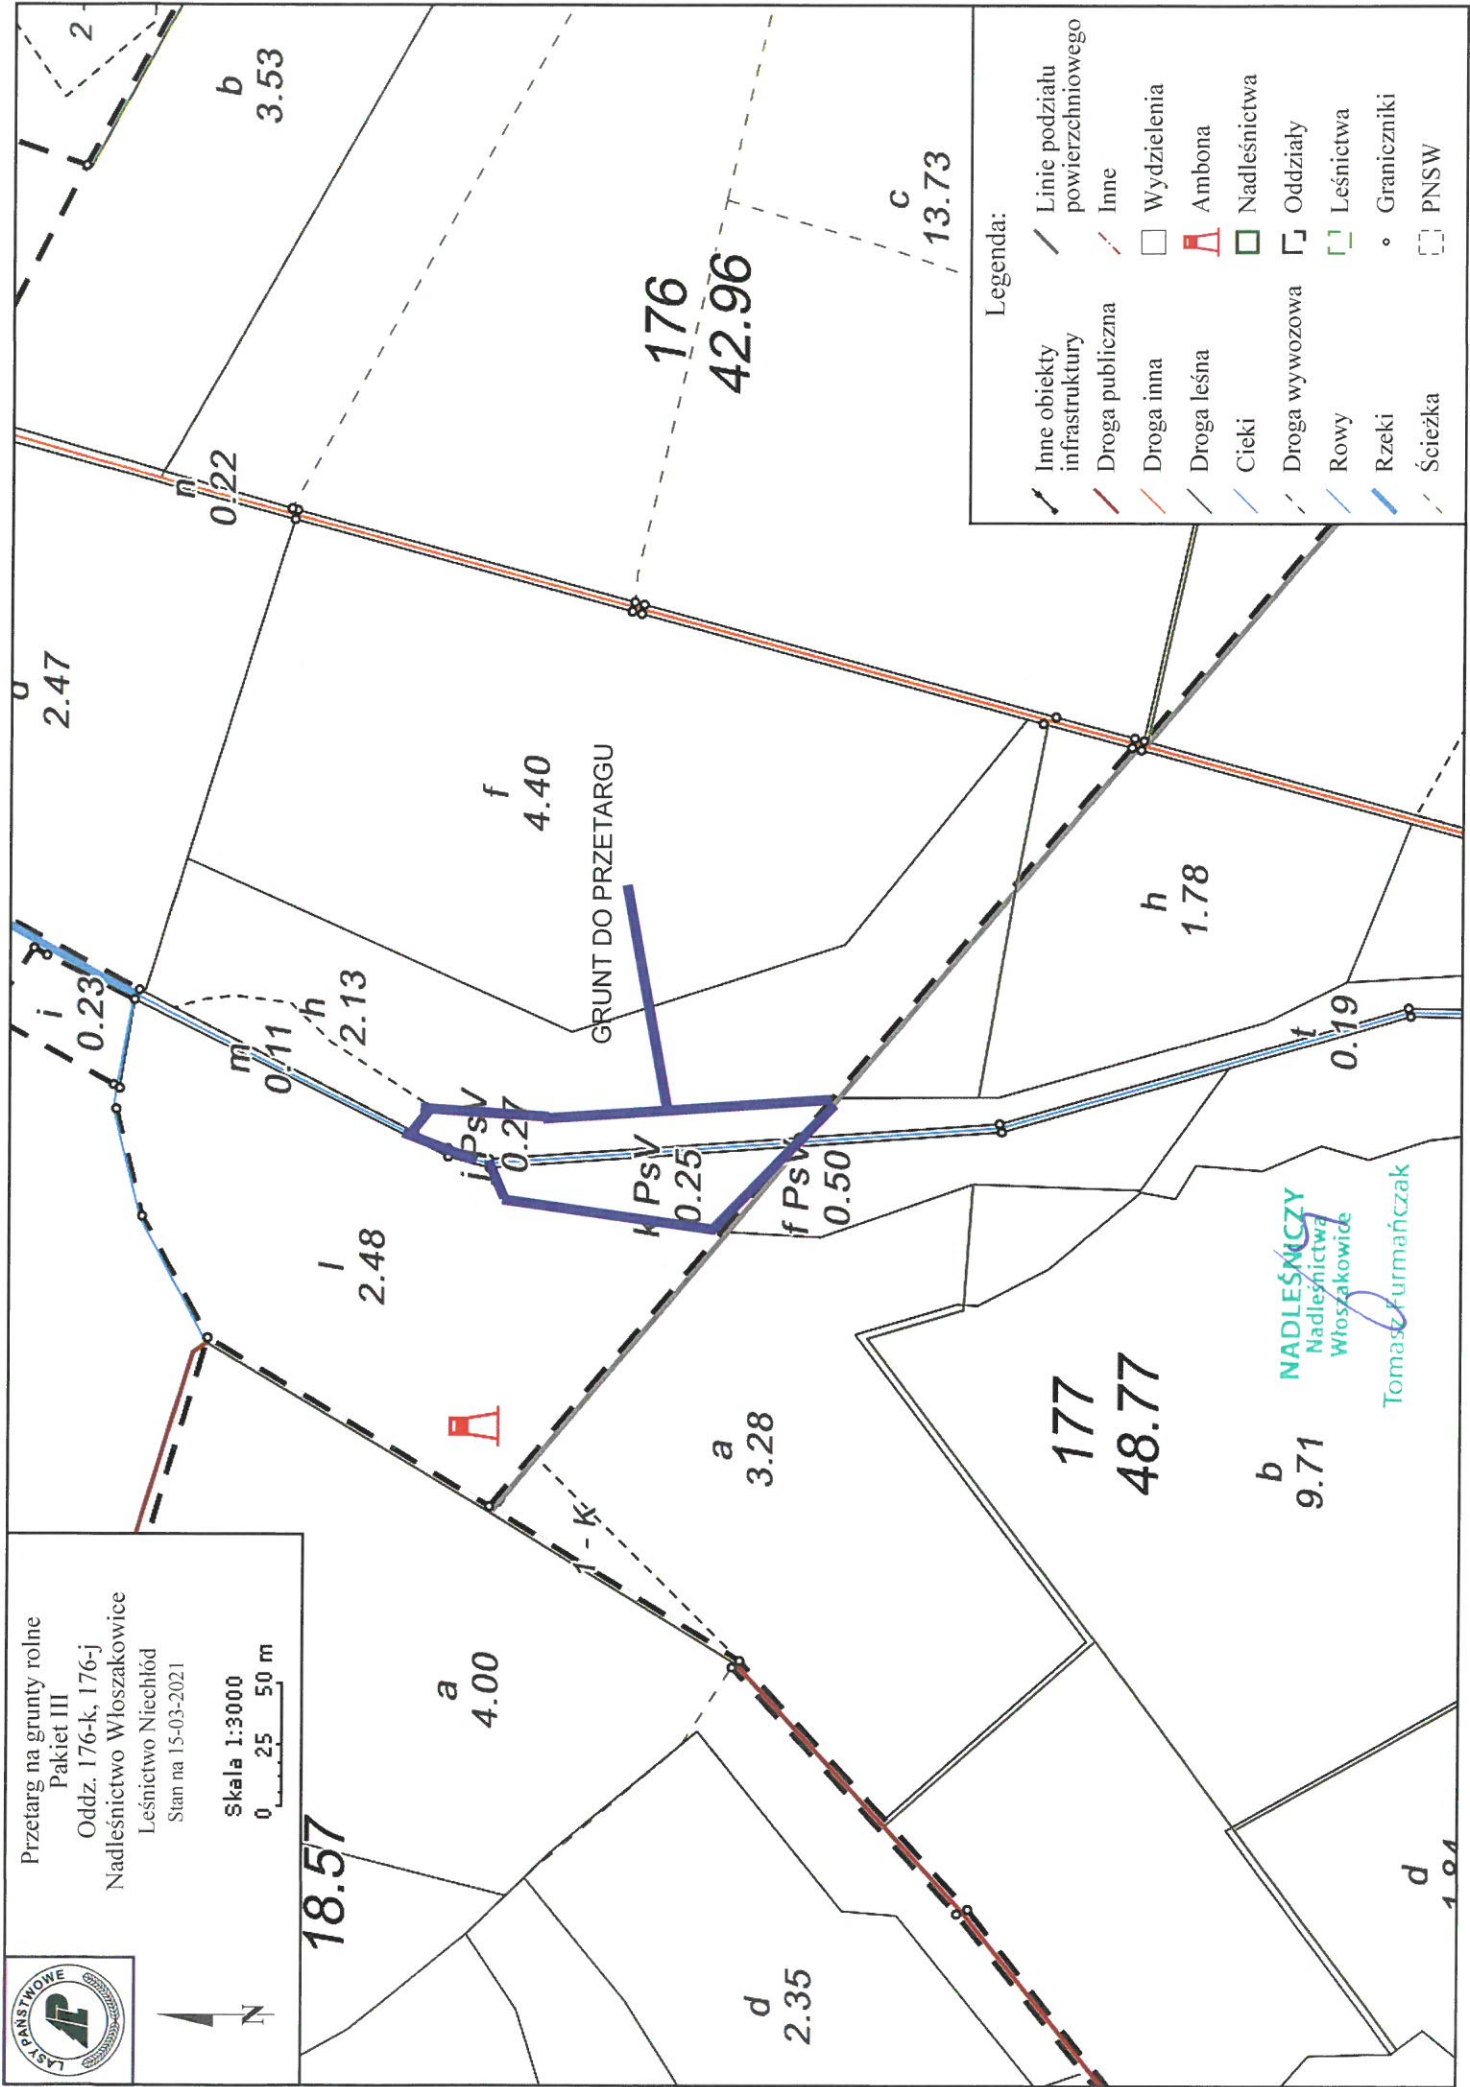 LASY PAŃSTWOWE
N
Przetarg na grunty rolne
Pakiet III
Oddz. 176-k, 176-j
Nadleśnictwo Włoszakowice
Leśnictwo Niechłód
Stan na 15-03-2021
Skala 1:3000
0 25 50 m
18.57
a
4.00
d
2.35
1 - K
l
2.48
i
0.23
m
0.11
h
2.13
j PsV
0.27
k PsV
0.25
f PsV
0.50
GRUNT DO PRZETARGU
f
4.40
2.47
n
0.22
b
3.53
2
176
42.96
c
13.73
a
3.28
177
48.77
b
9.71
d
h
1.78
t
0.19
NADLEŚNICZY
Nadleśnictwa
Włoszakowice
Tomasz Furmańczak
Legenda:
Inne obiekty
infrastruktury
Droga publiczna
Droga inna
Droga leśna
Cieki
Droga wywozowa
Rowy
Rzeki
Ścieżka
Linie podziału
powierzchniowego
Inne
Wydzielenia
Ambona
Nadleśnictwa
Oddziały
Leśnictwa
Graniczniki
PNSW